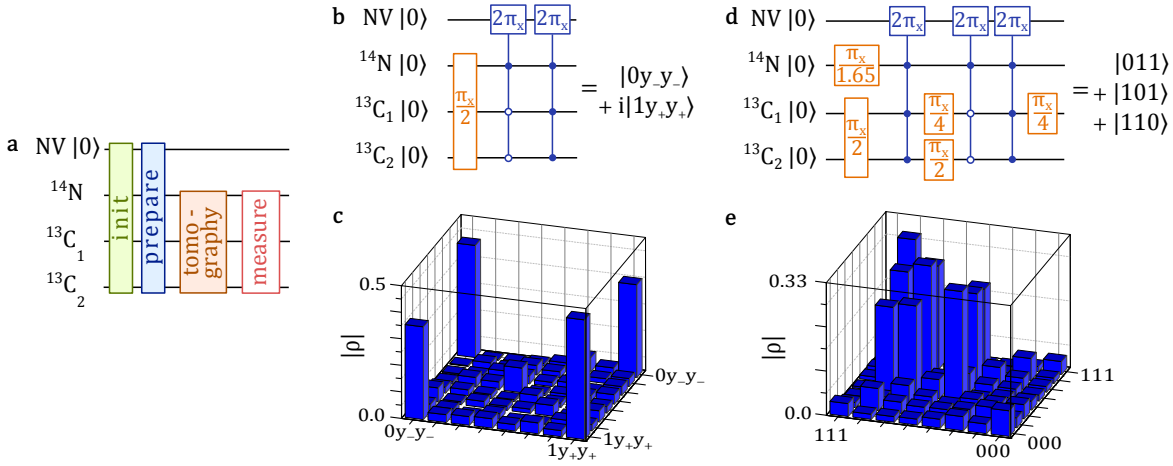 a
NV |0⟩
¹⁴N
¹³C₁
¹³C₂
init
prepare
tomo-
graphy
measure
b
NV |0⟩
¹⁴N |0⟩
¹³C₁ |0⟩
¹³C₂ |0⟩
πₓ
2
2πₓ 2πₓ
= |0y₋y₋⟩
+ i|1y₊y₊⟩
c
|ρ|
0.5
0.0
0y₋y₋
1y₊y₊
1y₊y₊
0y₋y₋
d
NV |0⟩
¹⁴N |0⟩
¹³C₁ |0⟩
¹³C₂ |0⟩
πₓ
1.65
πₓ
2
2πₓ 2πₓ 2πₓ
πₓ
4
πₓ
2
πₓ
4
|011⟩
= + |101⟩
+ |110⟩
e
|ρ|
0.33
0.0
111
000
000
111